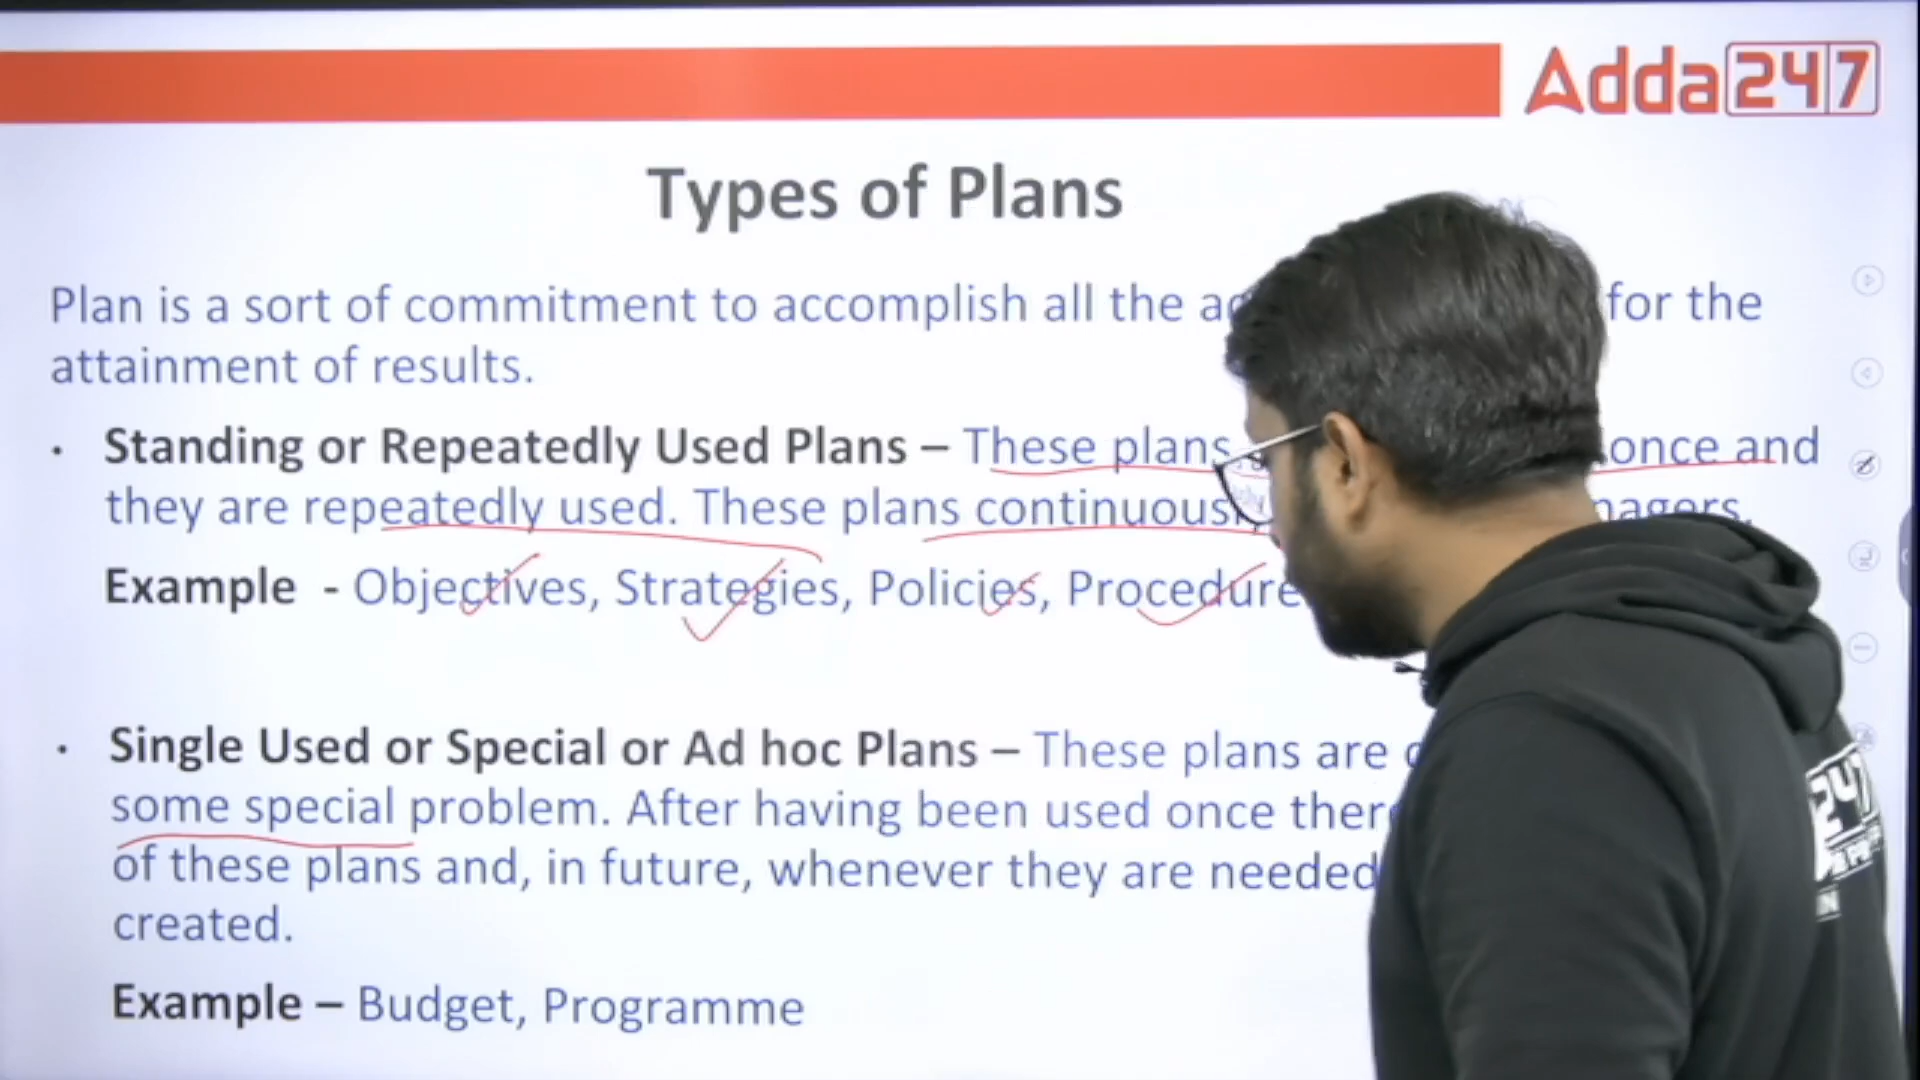 Adda247
Types of Plans
Plan is a sort of commitment to accomplish all the for the
attainment of results.
· Standing or Repeatedly Used Plans – These plans once and
they are repeatedly used. These plans
Example - Objectives, Strategies, Policies,
· Single Used or Special or Ad hoc Plans – These plans are
some special problem. After having been used once
of these plans and, in future, whenever they are needed
created.
Example – Budget, Programme
247